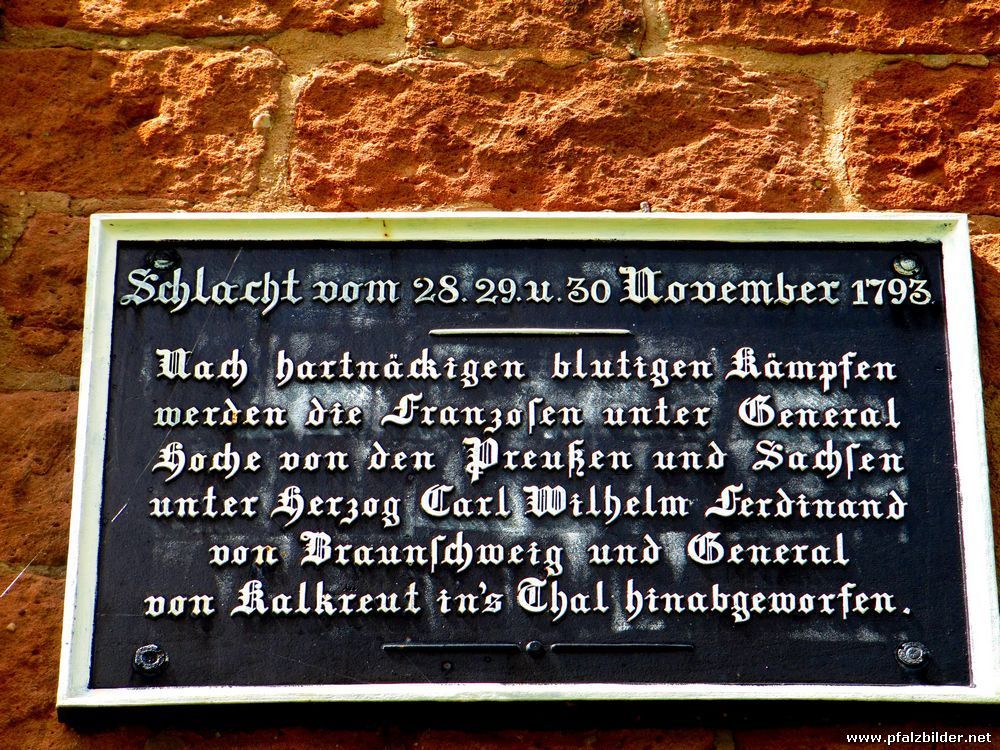 Schlacht vom 28. 29. u. 30 November 1793.
Nach hartnäckigen blutigen Kämpfen
werden die Franzosen unter General
Hoche von den Preußen und Sachsen
unter Herzog Carl Wilhelm Ferdinand
von Braunschweig und General
von Kalkreut in's Thal hinabgeworfen.
www.pfalzbilder.net